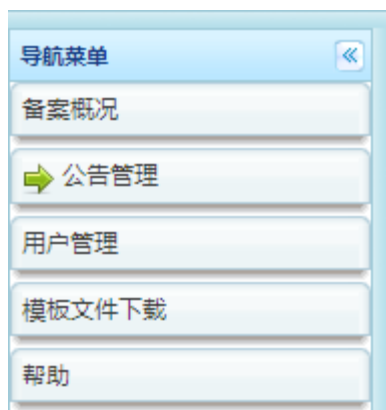 导航菜单
备案概况
公告管理
用户管理
模板文件下载
帮助